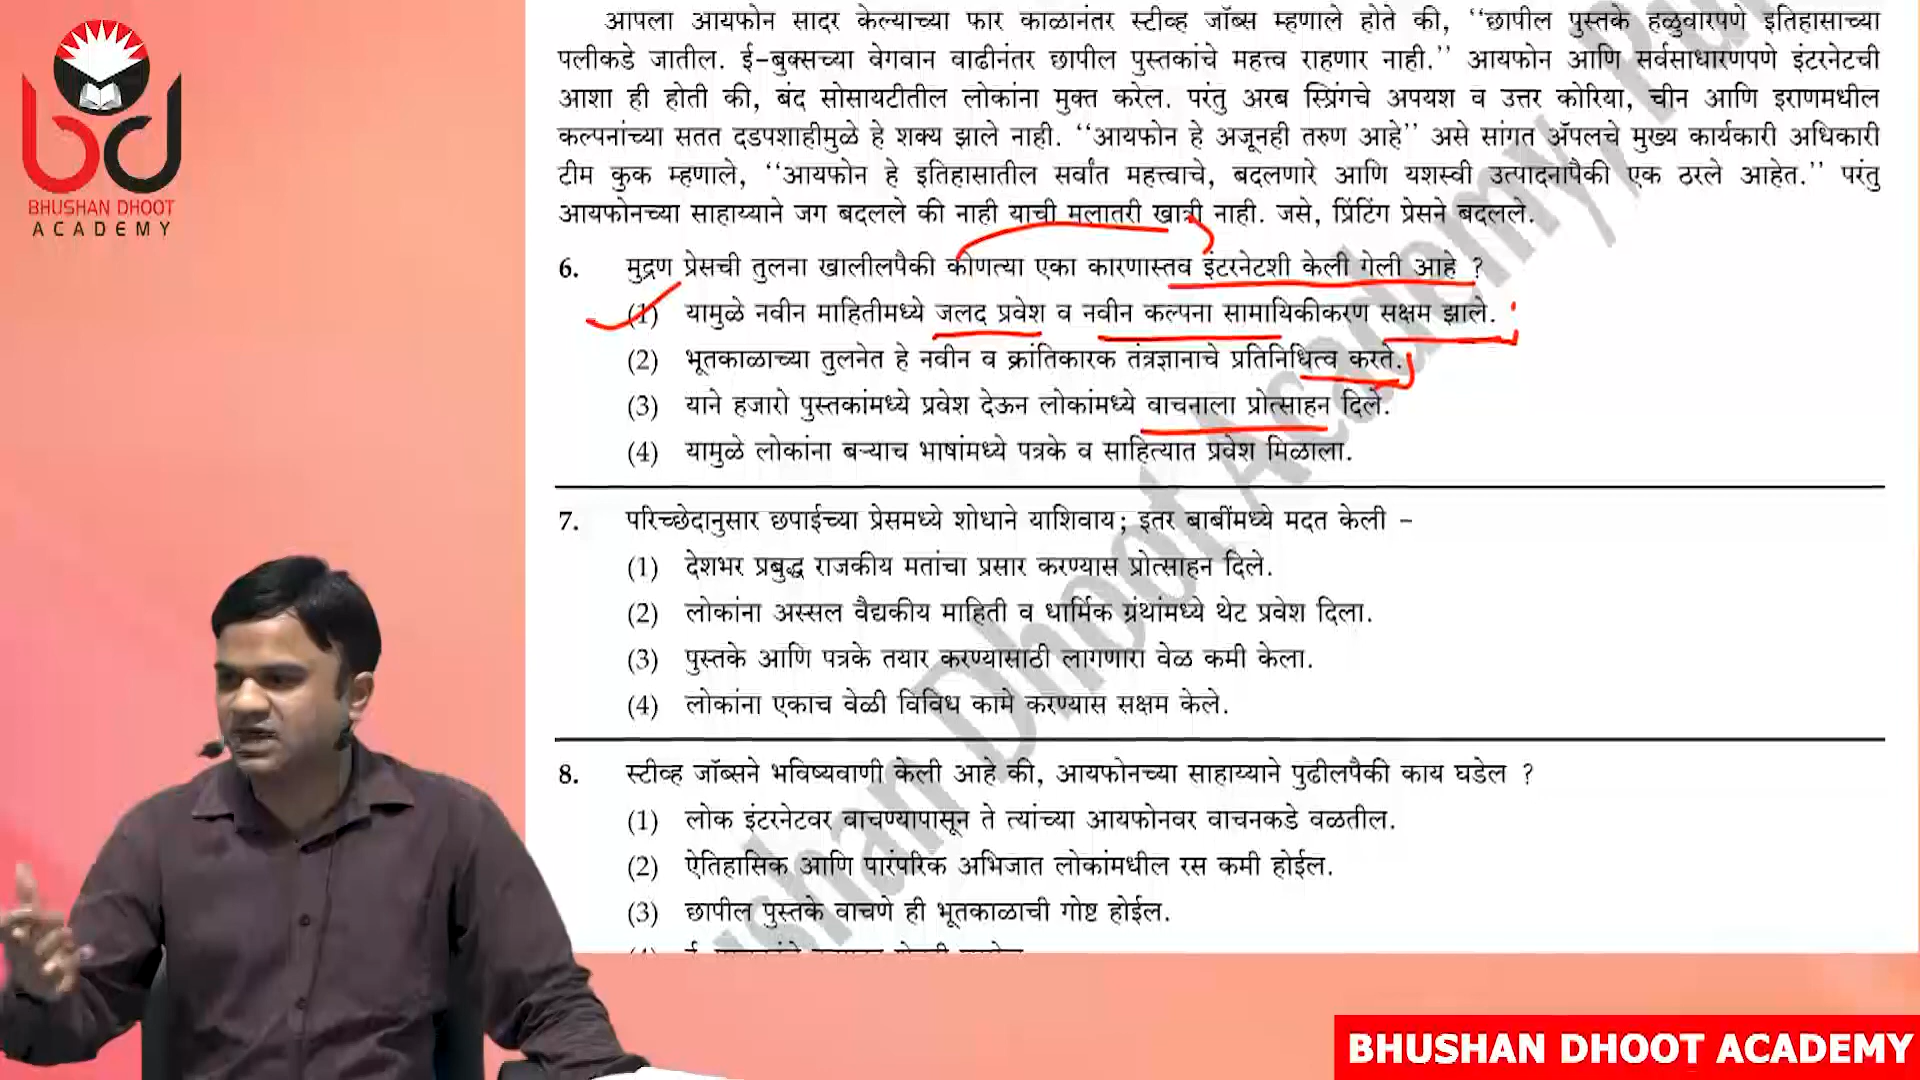 आपला आयफोन सादर केल्याच्या फार काळानंतर स्टीव्ह जॉब्स म्हणाले होते की, ‘‘छापील पुस्तके हळुवारपणे इतिहासाच्या
पलीकडे जातील. ई-बुक्सच्या वेगवान वाढीनंतर छापील पुस्तकांचे महत्त्व राहणार नाही.’’ आयफोन आणि सर्वसाधारणपणे इंटरनेटची
आशा ही होती की, बंद सोसायटीतील लोकांना मुक्त करेल. परंतु अरब स्प्रिंगचे अपयश व उत्तर कोरिया, चीन आणि इराणमधील
कल्पनांच्या सतत दडपशाहीमुळे हे शक्य झाले नाही. ‘‘आयफोन हे अजूनही तरुण आहे’’ असे सांगत ॲपलचे मुख्य कार्यकारी अधिकारी
टीम कुक म्हणाले, ‘‘आयफोन हे इतिहासातील सर्वांत महत्त्वाचे, बदलणारे आणि यशस्वी उत्पादनापैकी एक ठरले आहेत.’’ परंतु
आयफोनच्या साहाय्याने जग बदलले की नाही याची मलातरी खात्री नाही. जसे, प्रिंटिंग प्रेसने बदलले.
6. मुद्रण प्रेसची तुलना खालीलपैकी कोणत्या एका कारणास्तव इंटरनेटशी केली गेली आहे ?
(1) यामुळे नवीन माहितीमध्ये जलद प्रवेश व नवीन कल्पना सामायिकीकरण सक्षम झाले.
(2) भूतकाळाच्या तुलनेत हे नवीन व क्रांतिकारक तंत्रज्ञानाचे प्रतिनिधित्व करते.
(3) याने हजारो पुस्तकांमध्ये प्रवेश देऊन लोकांमध्ये वाचनाला प्रोत्साहन दिले.
(4) यामुळे लोकांना बऱ्याच भाषांमध्ये पत्रके व साहित्यात प्रवेश मिळाला.
7. परिच्छेदानुसार छपाईच्या प्रेसमध्ये शोधाने याशिवाय; इतर बाबींमध्ये मदत केली –
(1) देशभर प्रबुद्ध राजकीय मतांचा प्रसार करण्यास प्रोत्साहन दिले.
(2) लोकांना अस्सल वैद्यकीय माहिती व धार्मिक ग्रंथांमध्ये थेट प्रवेश दिला.
(3) पुस्तके आणि पत्रके तयार करण्यासाठी लागणारा वेळ कमी केला.
(4) लोकांना एकाच वेळी विविध कामे करण्यास सक्षम केले.
8. स्टीव्ह जॉब्सने भविष्यवाणी केली आहे की, आयफोनच्या साहाय्याने पुढीलपैकी काय घडेल ?
(1) लोक इंटरनेटवर वाचण्यापासून ते त्यांच्या आयफोनवर वाचनकडे वळतील.
(2) ऐतिहासिक आणि पारंपरिक अभिजात लोकांमधील रस कमी होईल.
(3) छापील पुस्तके वाचणे ही भूतकाळाची गोष्ट होईल.
bd
BHUSHAN DHOOT
ACADEMY
Bhushan Dhoot Academy, Pu
BHUSHAN DHOOT ACADEMY